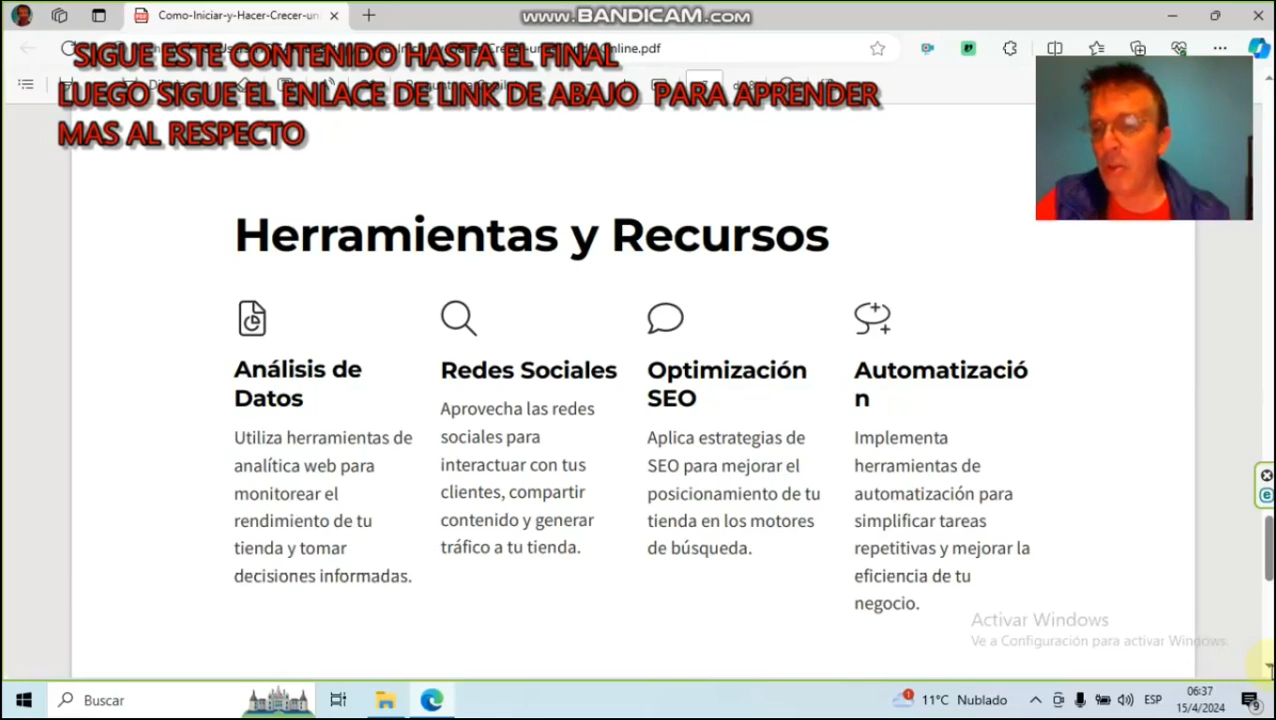 Como-Iniciar-y-Hacer-Crecer-un
www.BANDICAM.com
SIGUE ESTE CONTENIDO HASTA EL FINAL
LUEGO SIGUE EL ENLACE DE LINK DE ABAJO PARA APRENDER
MAS AL RESPECTO
Herramientas y Recursos
Análisis de
Datos
Utiliza herramientas de
analítica web para
monitorear el
rendimiento de tu
tienda y tomar
decisiones informadas.
Redes Sociales
Aprovecha las redes
sociales para
interactuar con tus
clientes, compartir
contenido y generar
tráfico a tu tienda.
Optimización
SEO
Aplica estrategias de
SEO para mejorar el
posicionamiento de tu
tienda en los motores
de búsqueda.
Automatizació
n
Implementa
herramientas de
automatización para
simplificar tareas
repetitivas y mejorar la
eficiencia de tu
negocio.
Activar Windows
Ve a Configuración para activar Windows.
Buscar
11°C Nublado
ESP
06:37
15/4/2024